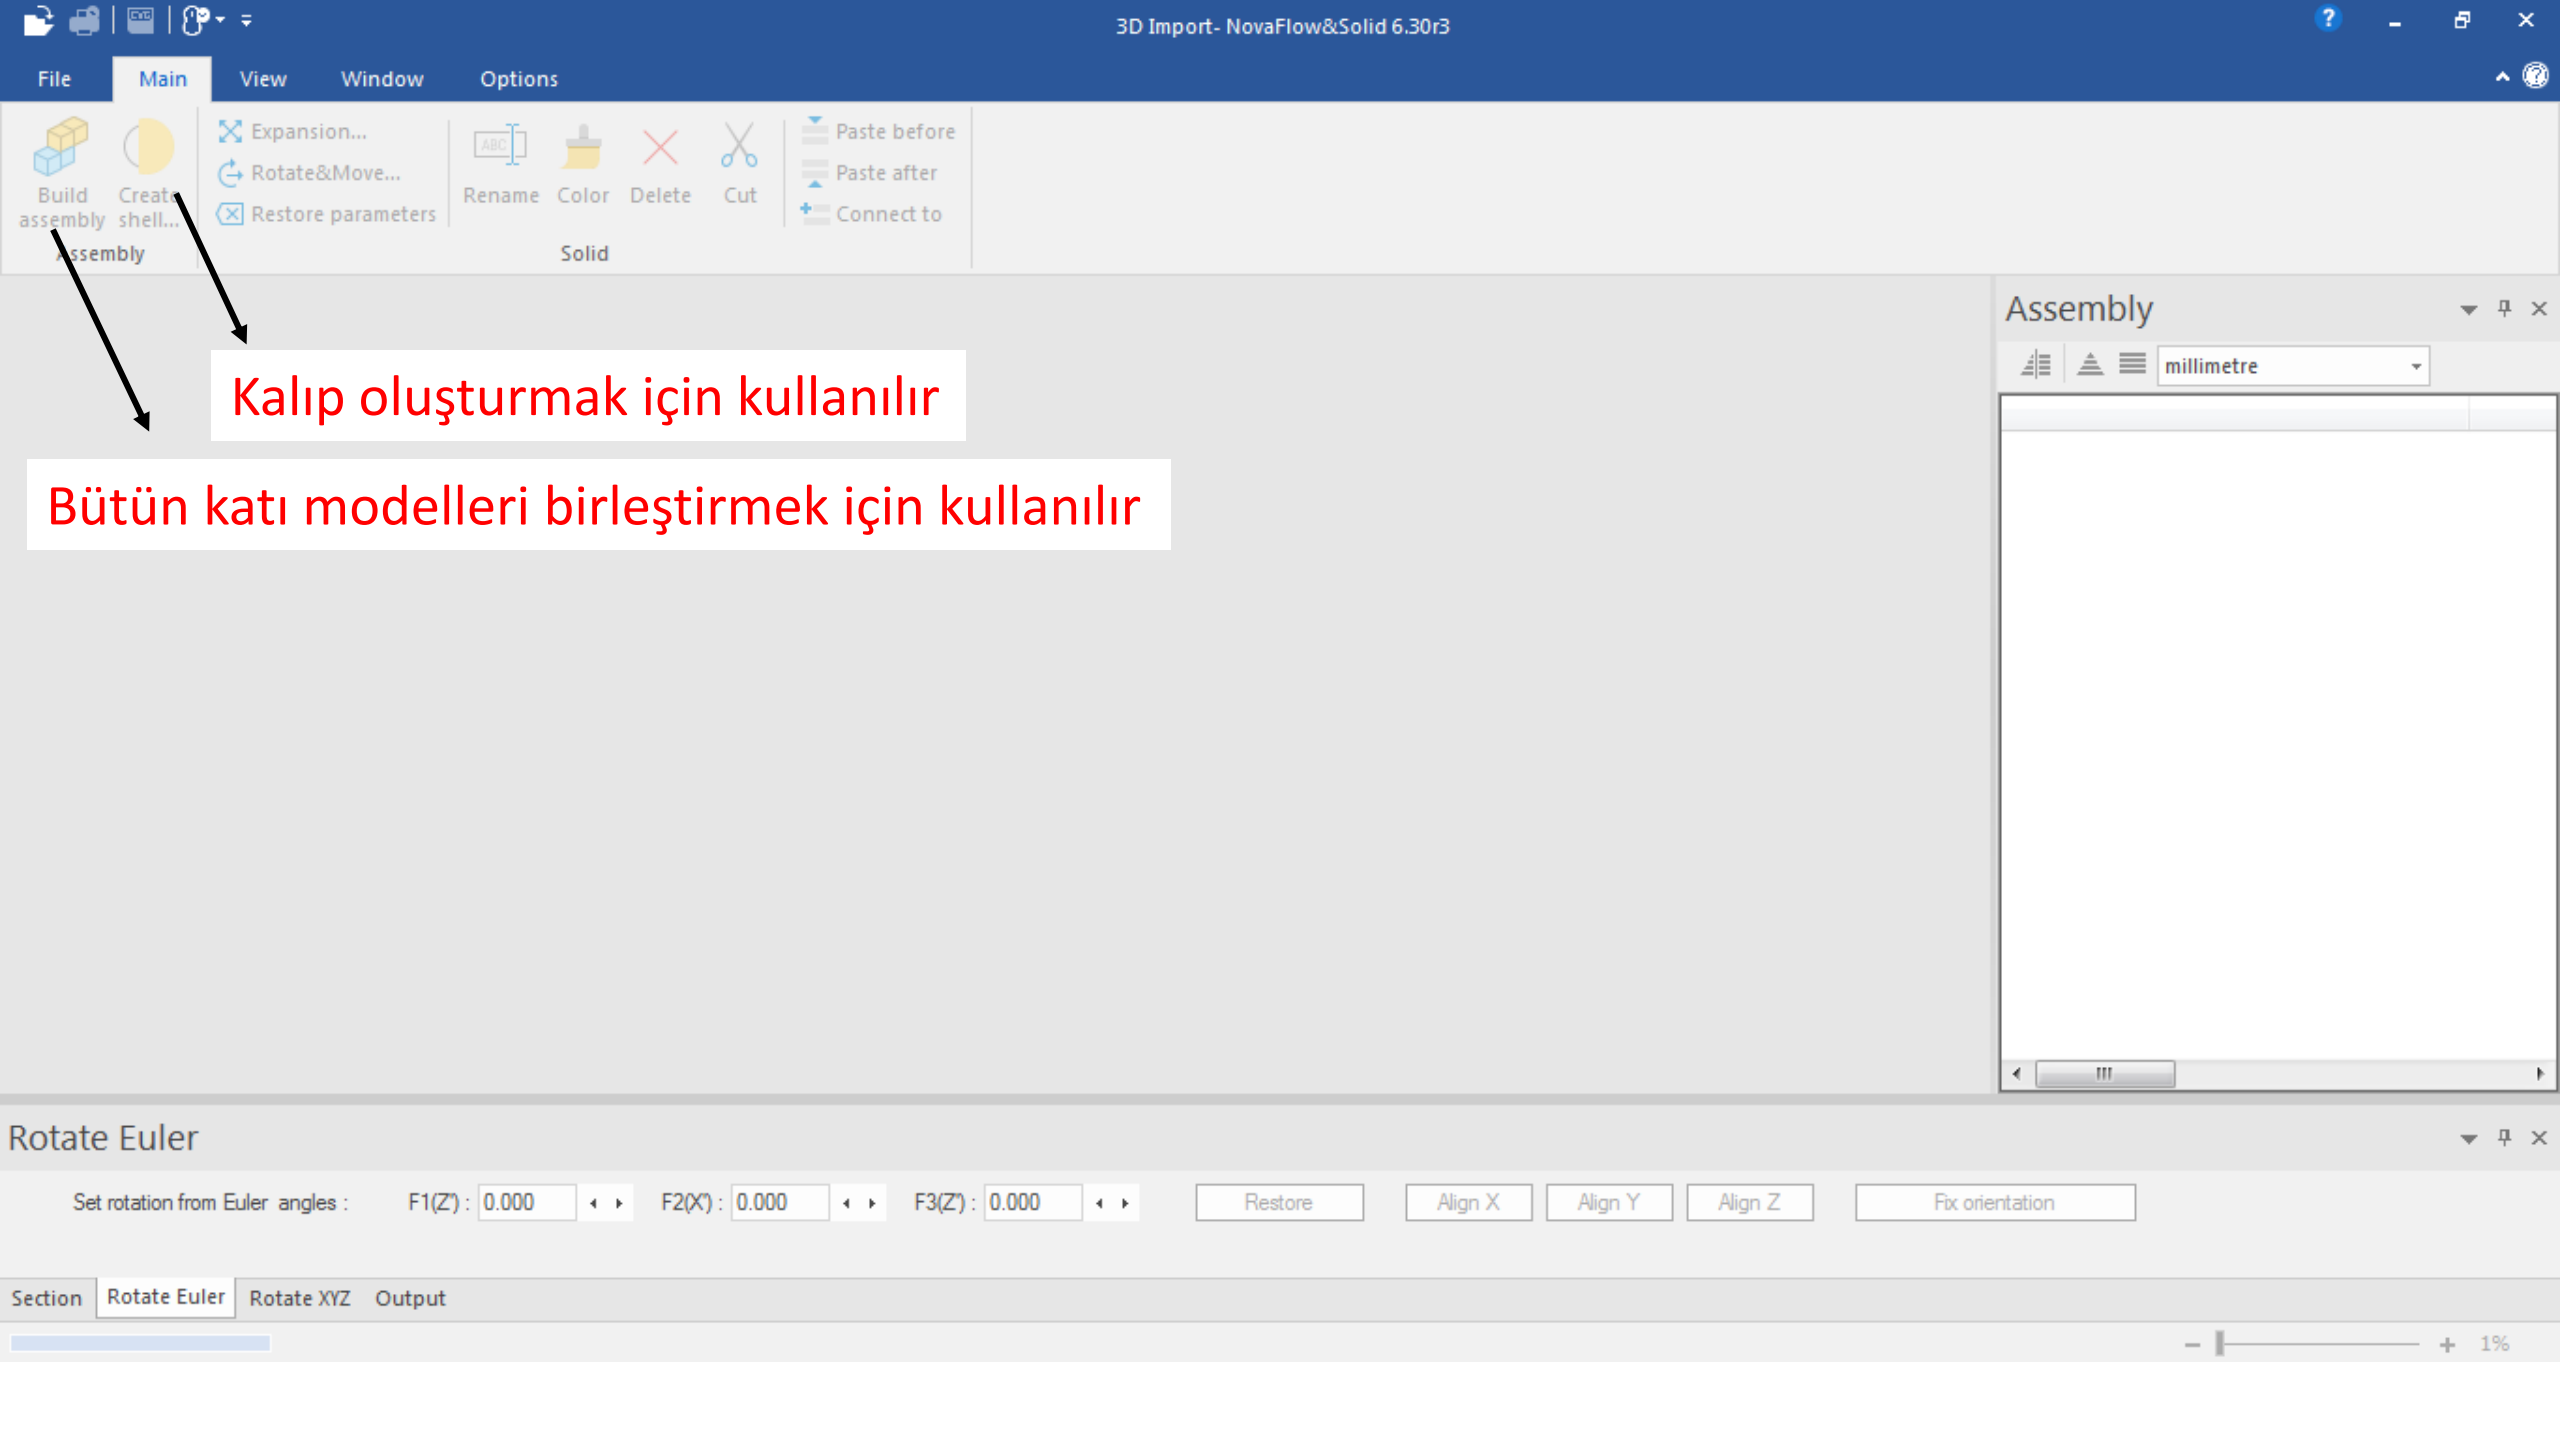 3D Import- NovaFlow&Solid 6.30r3
File Main View Window Options
Build assembly
Create shell...
Expansion...
Rotate&Move...
Restore parameters
ABC
Rename Color Delete Cut
Paste before
Paste after
Connect to
Assembly
Solid
Kalıp oluşturmak için kullanılır
Bütün katı modelleri birleştirmek için kullanılır
Assembly
millimetre
Rotate Euler
Set rotation from Euler angles : F1(Z') : 0.000 F2(X') : 0.000 F3(Z') : 0.000 Restore Align X Align Y Align Z Fix orientation
Section Rotate Euler Rotate XYZ Output
1%